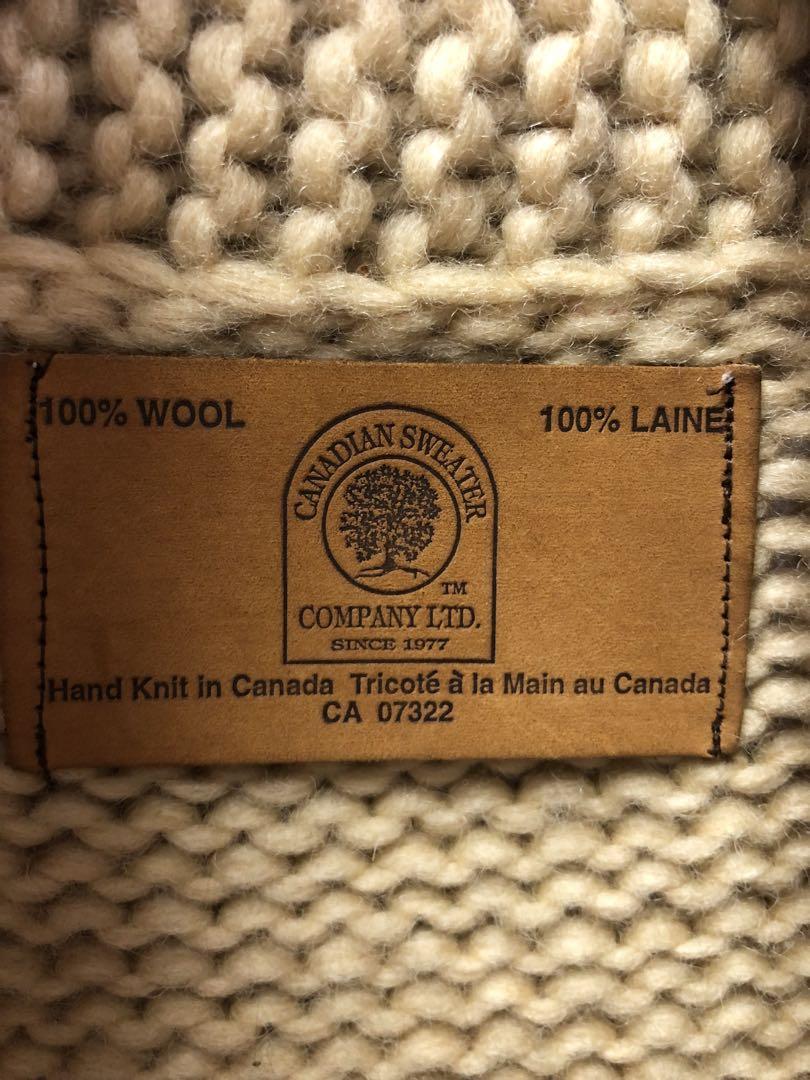 100% WOOL
100% LAINE
CANADIAN SWEATER
TM
COMPANY LTD.
SINCE 1977
Hand Knit in Canada Tricoté à la Main au Canada
CA 07322